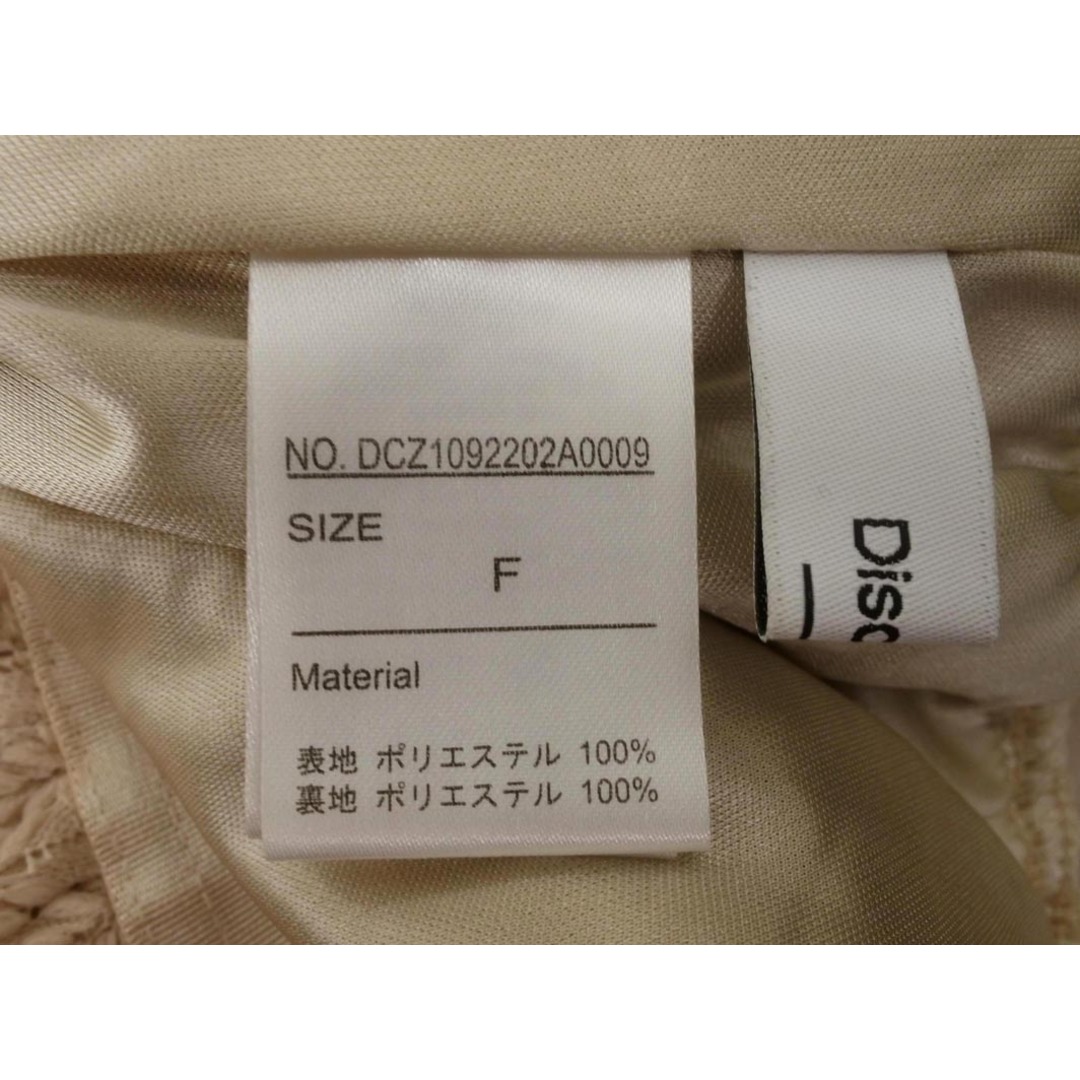 NO. DCZ1092202A0009
SIZE
F
Material
表地 ポリエステル 100%
裏地 ポリエステル 100%